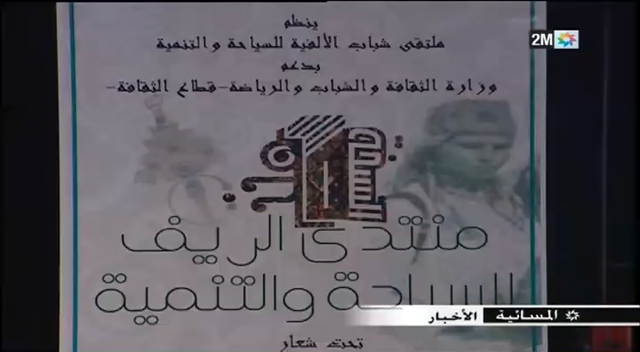 ينظم
ملتقى شباب الألفية للسياحة والتنمية
بدعم
وزارة الثقافة والشباب والرياضة-قطاع الثقافة-
2M
منتدى الريف
للسياحة والتنمية
المسائية
الأخبار
تحت شعار